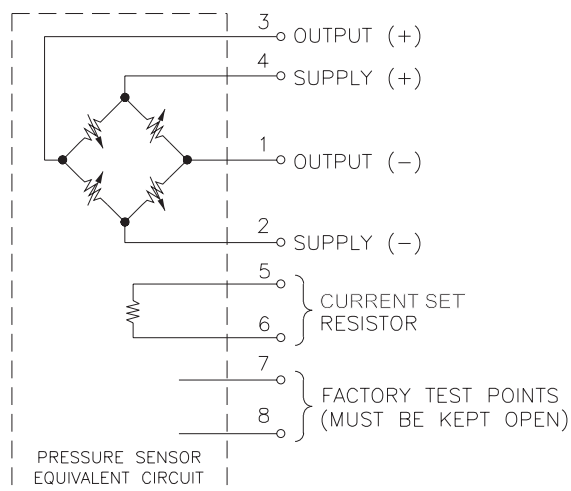 3 OUTPUT (+)
4 SUPPLY (+)
1 OUTPUT (−)
2 SUPPLY (−)
5
CURRENT SET
6 RESISTOR
7
FACTORY TEST POINTS
8 (MUST BE KEPT OPEN)
PRESSURE SENSOR
EQUIVALENT CIRCUIT